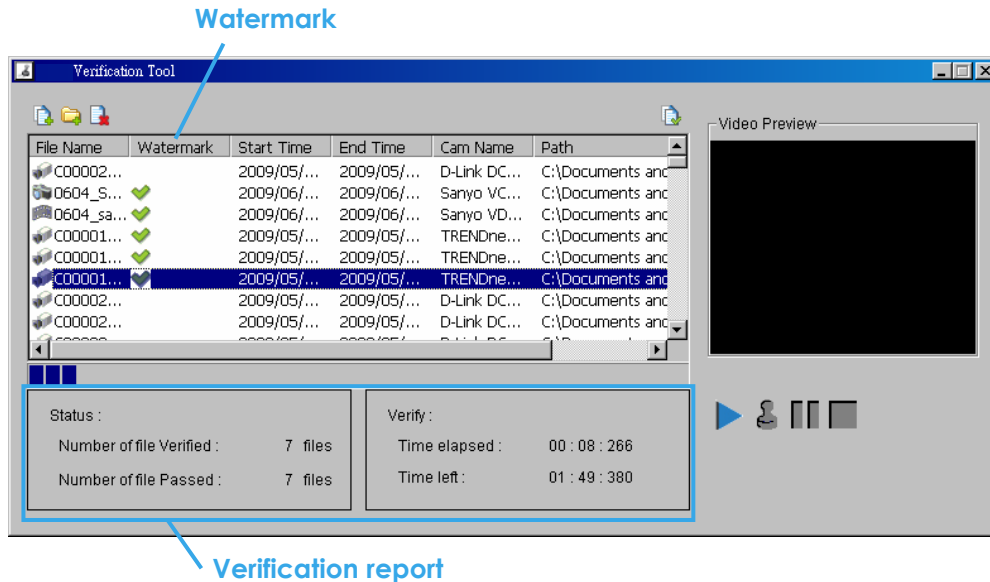 Watermark
Verification Tool
Video Preview
File Name Watermark Start Time End Time Cam Name Path
C00002... 2009/05/... 2009/05/... D-Link DC... C:\Documents and
0604_S... 2009/06/... 2009/06/... Sanyo VC... C:\Documents and
0604_sa... 2009/06/... 2009/06/... Sanyo VD... C:\Documents and
C00001... 2009/05/... 2009/05/... TRENDne... C:\Documents and
C00001... 2009/05/... 2009/05/... TRENDne... C:\Documents and
C00001... 2009/05/... 2009/05/... TRENDne... C:\Documents and
C00002... 2009/05/... 2009/05/... D-Link DC... C:\Documents and
C00002... 2009/05/... 2009/05/... D-Link DC... C:\Documents and
Status :
Number of file Verified : 7 files
Number of file Passed : 7 files
Verify :
Time elapsed : 00 : 08 : 266
Time left : 01 : 49 : 380
Verification report